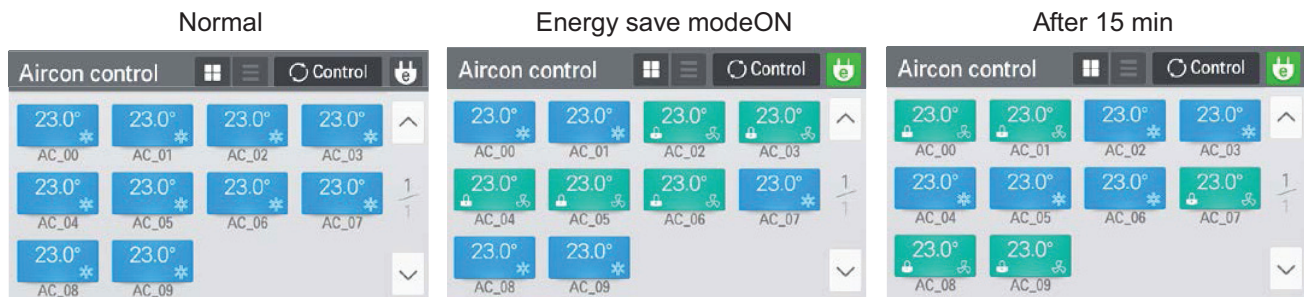 Normal
Energy save modeON
After 15 min
Aircon control
Control
e
23.0° 23.0° 23.0° 23.0°
AC_00 AC_01 AC_02 AC_03
23.0° 23.0° 23.0° 23.0°
AC_04 AC_05 AC_06 AC_07
1
1
23.0° 23.0°
AC_08 AC_09
Aircon control
Control
e
23.0° 23.0° 23.0° 23.0°
AC_00 AC_01 AC_02 AC_03
23.0° 23.0° 23.0° 23.0°
AC_04 AC_05 AC_06 AC_07
1
1
23.0° 23.0°
AC_08 AC_09
Aircon control
Control
e
23.0° 23.0° 23.0° 23.0°
AC_00 AC_01 AC_02 AC_03
23.0° 23.0° 23.0° 23.0°
AC_04 AC_05 AC_06 AC_07
1
1
23.0° 23.0°
AC_08 AC_09